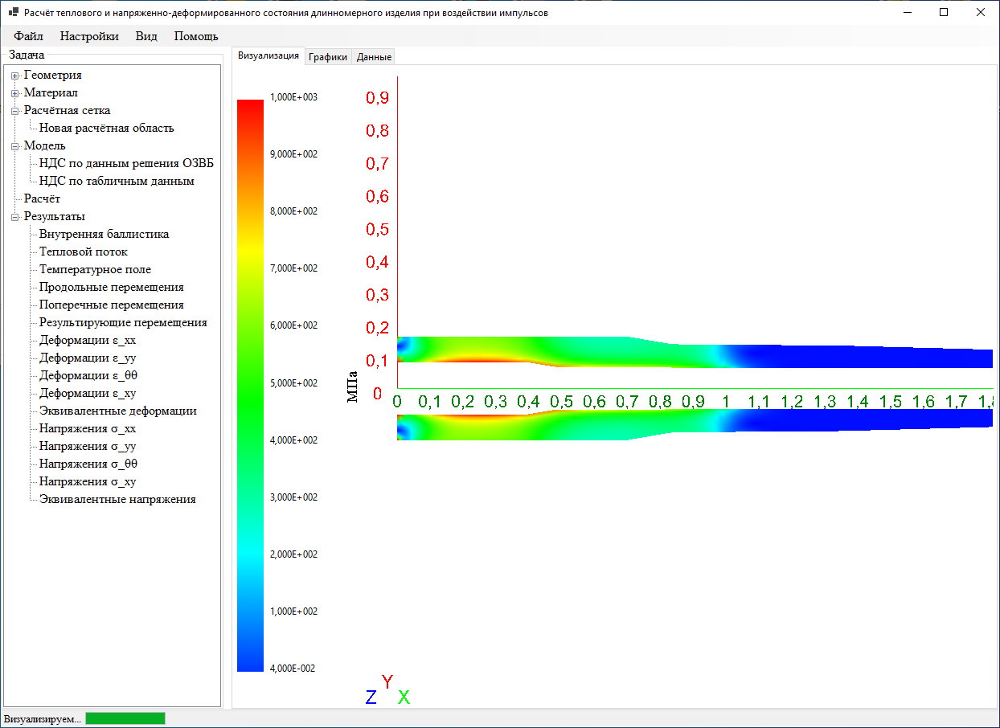 Расчёт теплового и напряженно-деформированного состояния длинномерного изделия при воздействии импульсов
Файл Настройки Вид Помощь
Задача
Геометрия
Материал
Расчётная сетка
Новая расчётная область
Модель
НДС по данным решения ОЗВБ
НДС по табличным данным
Расчёт
Результаты
Внутренняя баллистика
Тепловой поток
Температурное поле
Продольные перемещения
Поперечные перемещения
Результирующие перемещения
Деформации ε_xx
Деформации ε_yy
Деформации ε_θθ
Деформации ε_xy
Эквивалентные деформации
Напряжения σ_xx
Напряжения σ_yy
Напряжения σ_θθ
Напряжения σ_xy
Эквивалентные напряжения
Визуализация Графики Данные
1,000E+003
9,000E+002
8,000E+002
7,000E+002
6,000E+002
5,000E+002
4,000E+002
3,000E+002
2,000E+002
1,000E+002
4,000E-002
МПа
0,9
0,8
0,7
0,6
0,5
0,4
0,3
0,2
0,1
0
0 0,1 0,2 0,3 0,4 0,5 0,6 0,7 0,8 0,9 1 1,1 1,2 1,3 1,4 1,5 1,6 1,7
Y
Z X
Визуализируем...